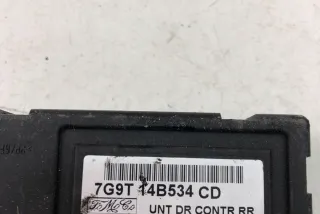 7G9T 14B534 CD
FoMoCo
UNT DR CONTR RR